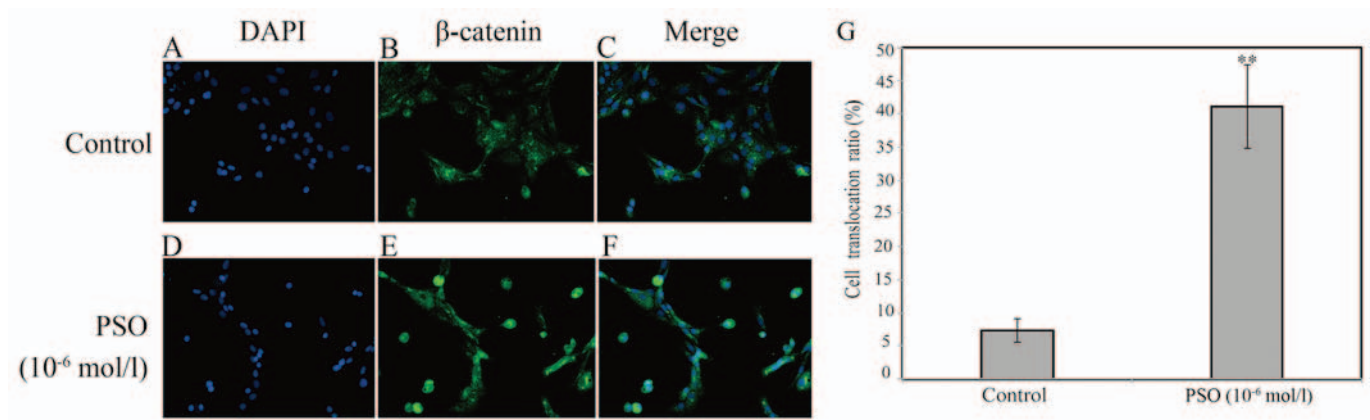 DAPI
β-catenin
Merge
A
B
C
Control
D
E
F
PSO
(10⁻⁶ mol/l)
G
Cell translocation ratio (%)
50
45
40
35
30
25
20
15
10
5
0
**
Control
PSO (10⁻⁶ mol/l)